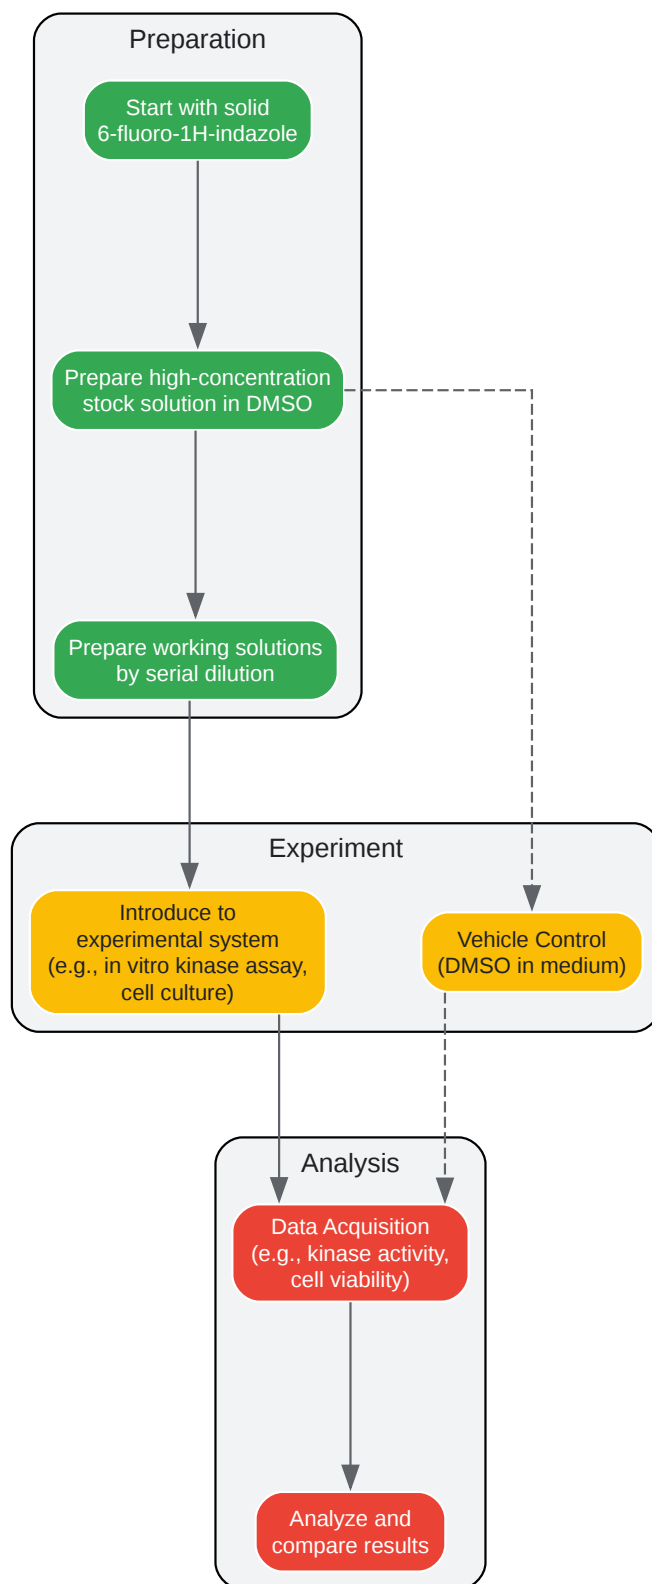 Preparation
Start with solid
6-fluoro-1H-indazole
Prepare high-concentration
stock solution in DMSO
Prepare working solutions
by serial dilution
Experiment
Introduce to
experimental system
(e.g., in vitro kinase assay,
cell culture)
Vehicle Control
(DMSO in medium)
Analysis
Data Acquisition
(e.g., kinase activity,
cell viability)
Analyze and
compare results